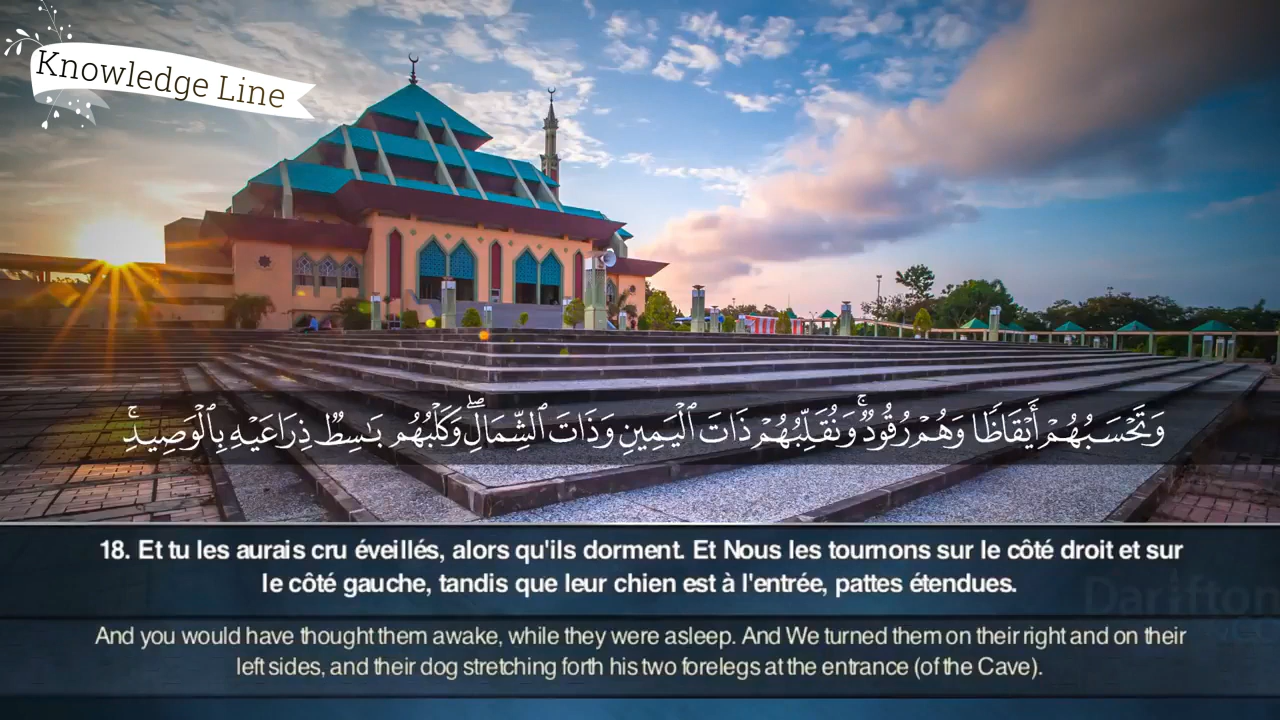 Knowledge Line
وَتَحْسَبُهُمْ أَيْقَاظًا وَهُمْ رُقُودٌ ۚ وَنُقَلِّبُهُمْ ذَاتَ ٱلْيَمِينِ وَذَاتَ ٱلشِّمَالِ ۖ وَكَلْبُهُم بَـٰسِطٌ ذِرَاعَيْهِ بِٱلْوَصِيدِ ۚ
18. Et tu les aurais cru éveillés, alors qu'ils dorment. Et Nous les tournons sur le côté droit et sur
le côté gauche, tandis que leur chien est à l'entrée, pattes étendues.
And you would have thought them awake, while they were asleep. And We turned them on their right and on their
left sides, and their dog stretching forth his two forelegs at the entrance (of the Cave).